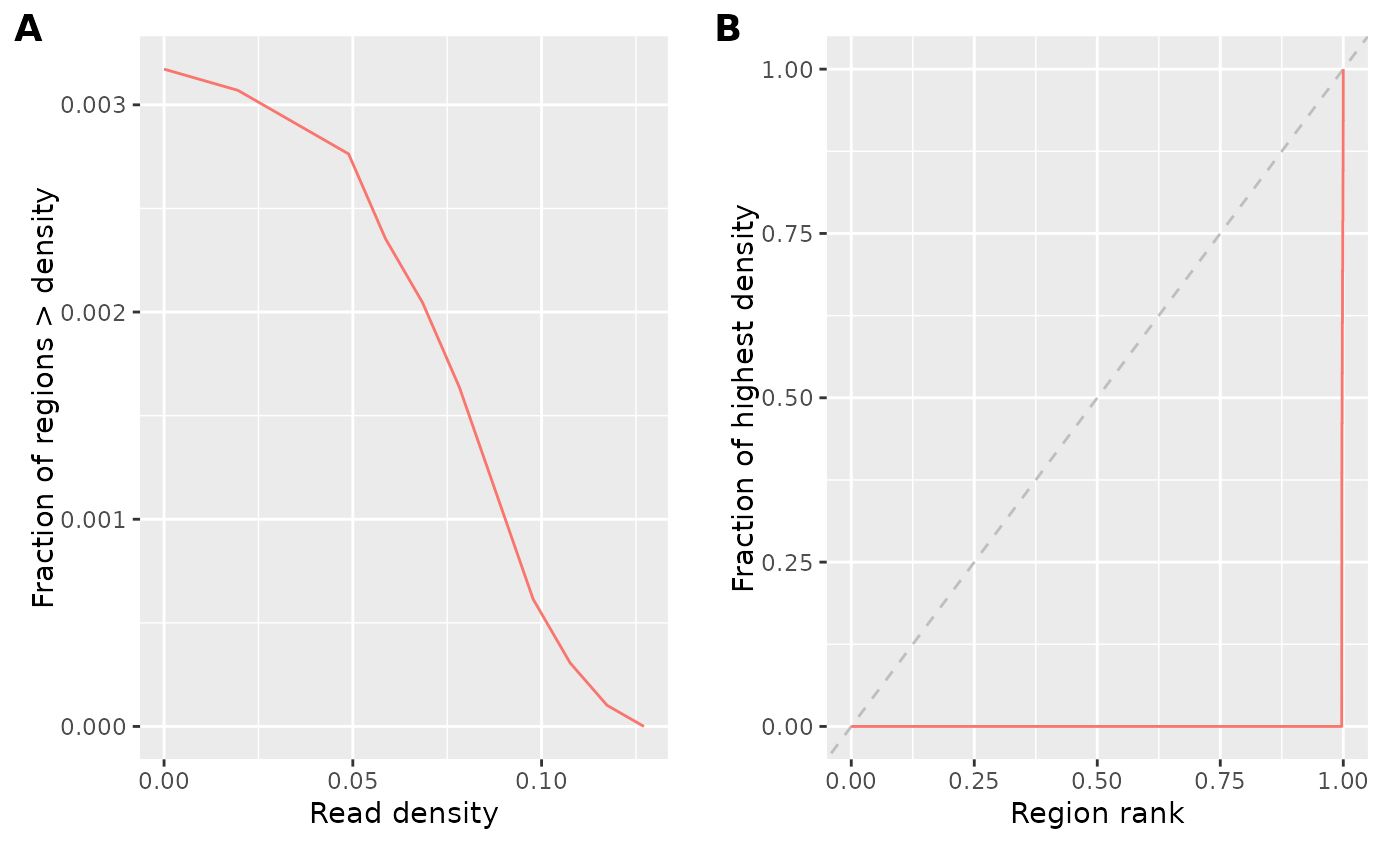 A
Fraction of regions > density
0.003
0.002
0.001
0.000
0.00 0.05 0.10
Read density
B
Fraction of highest density
1.00
0.75
0.50
0.25
0.00
0.00 0.25 0.50 0.75 1.00
Region rank